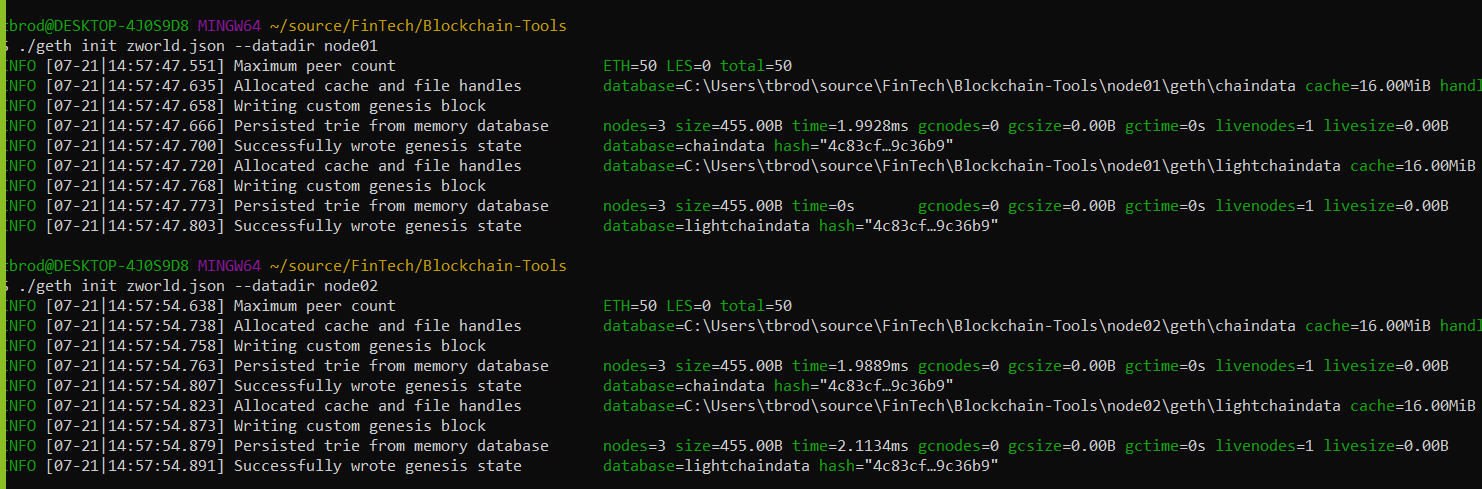 tbrod@DESKTOP-4J0S9D8 MINGW64 ~/source/FinTech/Blockchain-Tools
$ ./geth init zworld.json --datadir node01
INFO [07-21|14:57:47.551] Maximum peer count ETH=50 LES=0 total=50
INFO [07-21|14:57:47.635] Allocated cache and file handles database=C:\Users\tbrod\source\FinTech\Blockchain-Tools\node01\geth\chaindata cache=16.00MiB handl
INFO [07-21|14:57:47.658] Writing custom genesis block
INFO [07-21|14:57:47.666] Persisted trie from memory database nodes=3 size=455.00B time=1.9928ms gcnodes=0 gcsize=0.00B gctime=0s livenodes=1 livesize=0.00B
INFO [07-21|14:57:47.700] Successfully wrote genesis state database=chaindata hash="4c83cf…9c36b9"
INFO [07-21|14:57:47.720] Allocated cache and file handles database=C:\Users\tbrod\source\FinTech\Blockchain-Tools\node01\geth\lightchaindata cache=16.00MiB
INFO [07-21|14:57:47.768] Writing custom genesis block
INFO [07-21|14:57:47.773] Persisted trie from memory database nodes=3 size=455.00B time=0s gcnodes=0 gcsize=0.00B gctime=0s livenodes=1 livesize=0.00B
INFO [07-21|14:57:47.803] Successfully wrote genesis state database=lightchaindata hash="4c83cf…9c36b9"
tbrod@DESKTOP-4J0S9D8 MINGW64 ~/source/FinTech/Blockchain-Tools
$ ./geth init zworld.json --datadir node02
INFO [07-21|14:57:54.638] Maximum peer count ETH=50 LES=0 total=50
INFO [07-21|14:57:54.738] Allocated cache and file handles database=C:\Users\tbrod\source\FinTech\Blockchain-Tools\node02\geth\chaindata cache=16.00MiB handl
INFO [07-21|14:57:54.758] Writing custom genesis block
INFO [07-21|14:57:54.763] Persisted trie from memory database nodes=3 size=455.00B time=1.9889ms gcnodes=0 gcsize=0.00B gctime=0s livenodes=1 livesize=0.00B
INFO [07-21|14:57:54.807] Successfully wrote genesis state database=chaindata hash="4c83cf…9c36b9"
INFO [07-21|14:57:54.823] Allocated cache and file handles database=C:\Users\tbrod\source\FinTech\Blockchain-Tools\node02\geth\lightchaindata cache=16.00MiB
INFO [07-21|14:57:54.873] Writing custom genesis block
INFO [07-21|14:57:54.879] Persisted trie from memory database nodes=3 size=455.00B time=2.1134ms gcnodes=0 gcsize=0.00B gctime=0s livenodes=1 livesize=0.00B
INFO [07-21|14:57:54.891] Successfully wrote genesis state database=lightchaindata hash="4c83cf…9c36b9"